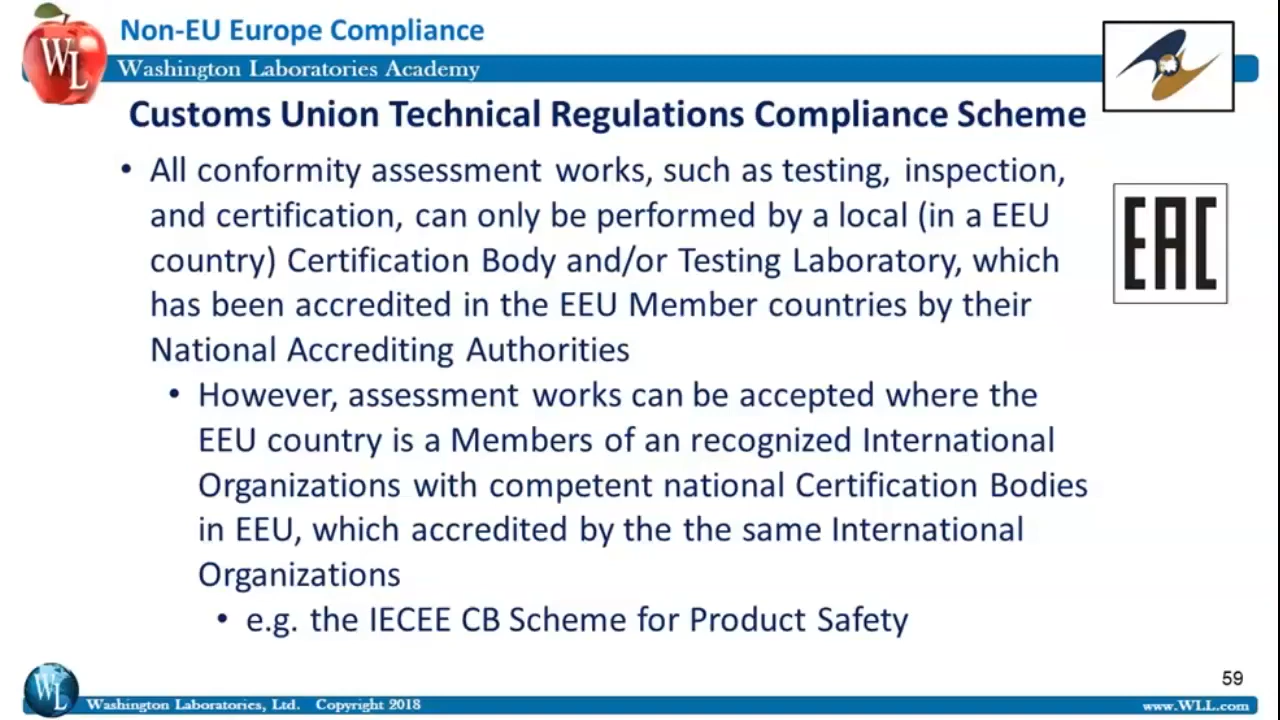 Non-EU Europe Compliance
WL
Washington Laboratories Academy
Customs Union Technical Regulations Compliance Scheme
• All conformity assessment works, such as testing, inspection,
and certification, can only be performed by a local (in a EEU
country) Certification Body and/or Testing Laboratory, which
has been accredited in the EEU Member countries by their
National Accrediting Authorities
EAC
• However, assessment works can be accepted where the
EEU country is a Members of an recognized International
Organizations with competent national Certification Bodies
in EEU, which accredited by the the same International
Organizations
• e.g. the IECEE CB Scheme for Product Safety
59
WL
Washington Laboratories, Ltd. Copyright 2018
www.WLL.com